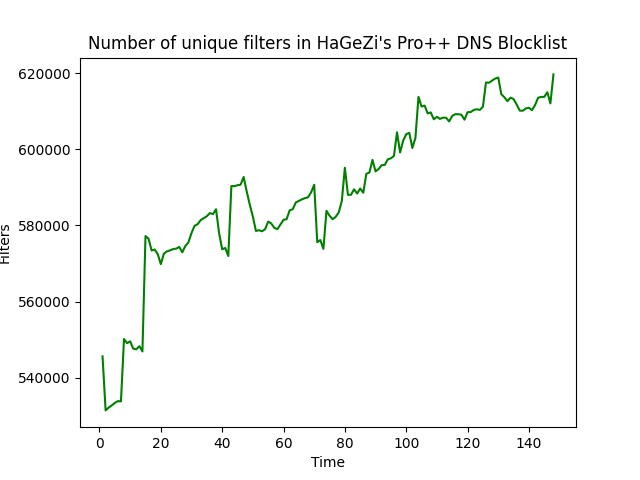 Number of unique filters in HaGeZi's Pro++ DNS Blocklist
620000
600000
580000
560000
540000
Filters
0 20 40 60 80 100 120 140
Time